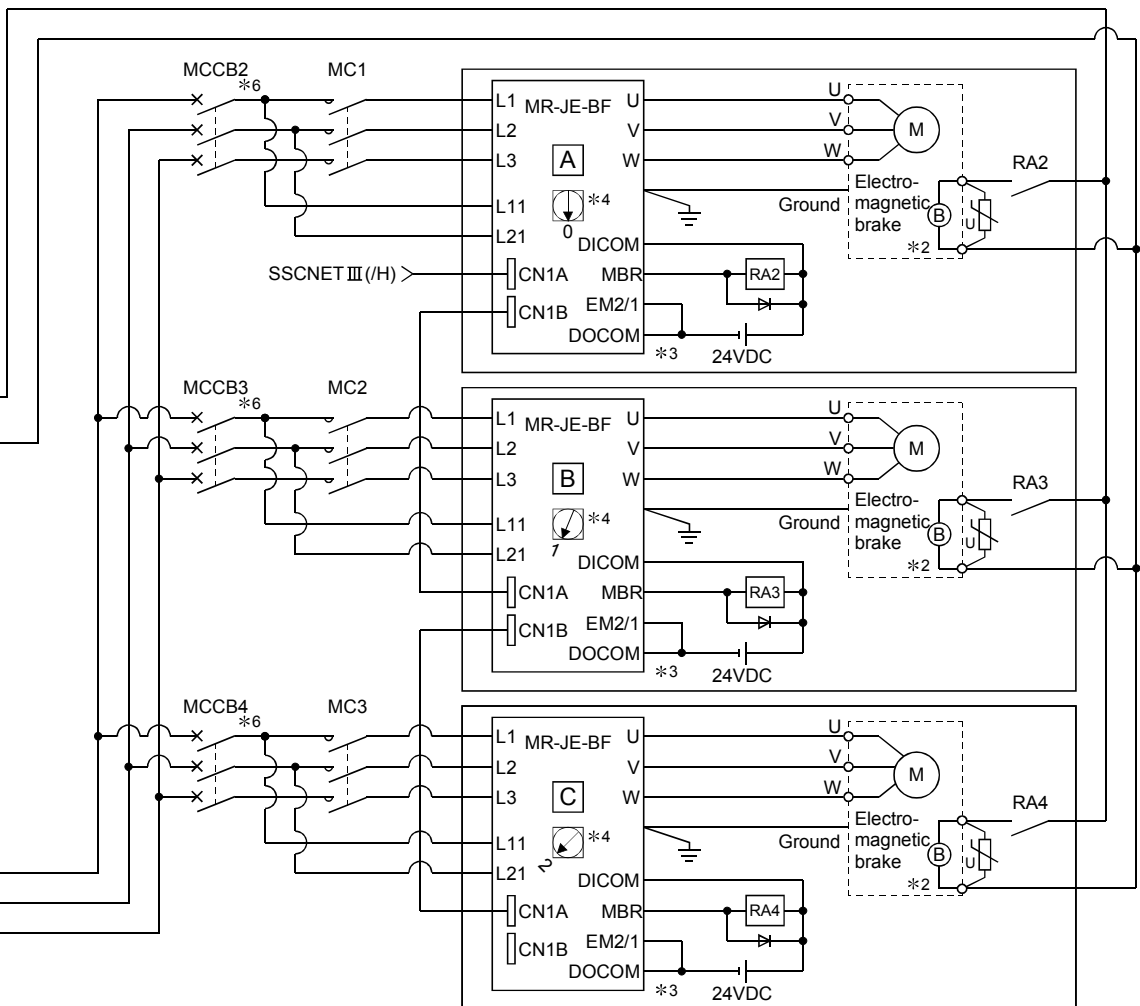 MCCB2
MC1
*6
L1
MR-JE-BF
U
L2
V
L3
W
A
L11
*4
0
L21
SSCNETⅢ(/H)
CN1A
CN1B
DICOM
MBR
EM2/1
DOCOM
*3
RA2
24VDC
U
V
W
M
Ground
Electro-
magnetic
brake
B
*2
U
RA2
MCCB3
MC2
*6
L1
MR-JE-BF
U
L2
V
L3
W
B
L11
*4
1
L21
CN1A
CN1B
DICOM
MBR
EM2/1
DOCOM
*3
RA3
24VDC
U
V
W
M
Ground
Electro-
magnetic
brake
B
*2
U
RA3
MCCB4
MC3
*6
L1
MR-JE-BF
U
L2
V
L3
W
C
L11
*4
2
L21
CN1A
CN1B
DICOM
MBR
EM2/1
DOCOM
*3
RA4
24VDC
U
V
W
M
Ground
Electro-
magnetic
brake
B
*2
U
RA4